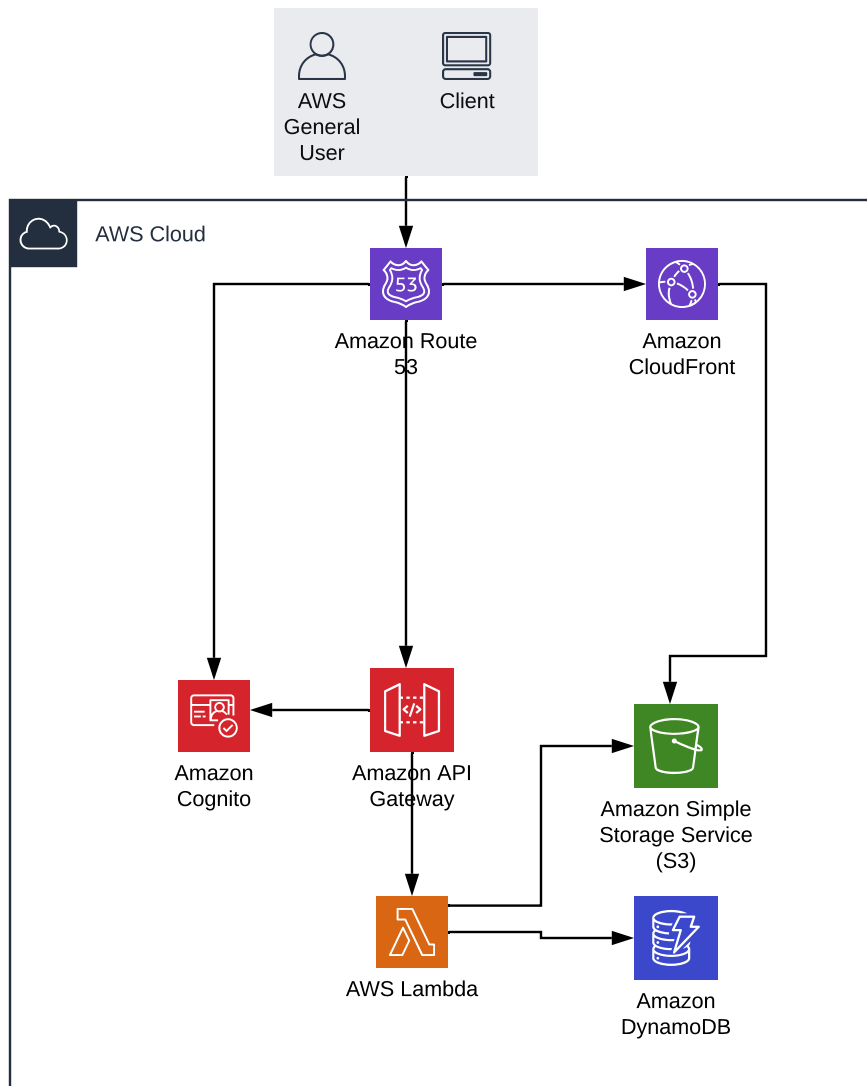 AWS
General
User
Client
AWS Cloud
53
Amazon Route
53
Amazon
CloudFront
</>
Amazon
Cognito
Amazon API
Gateway
Amazon Simple
Storage Service
(S3)
AWS Lambda
Amazon
DynamoDB